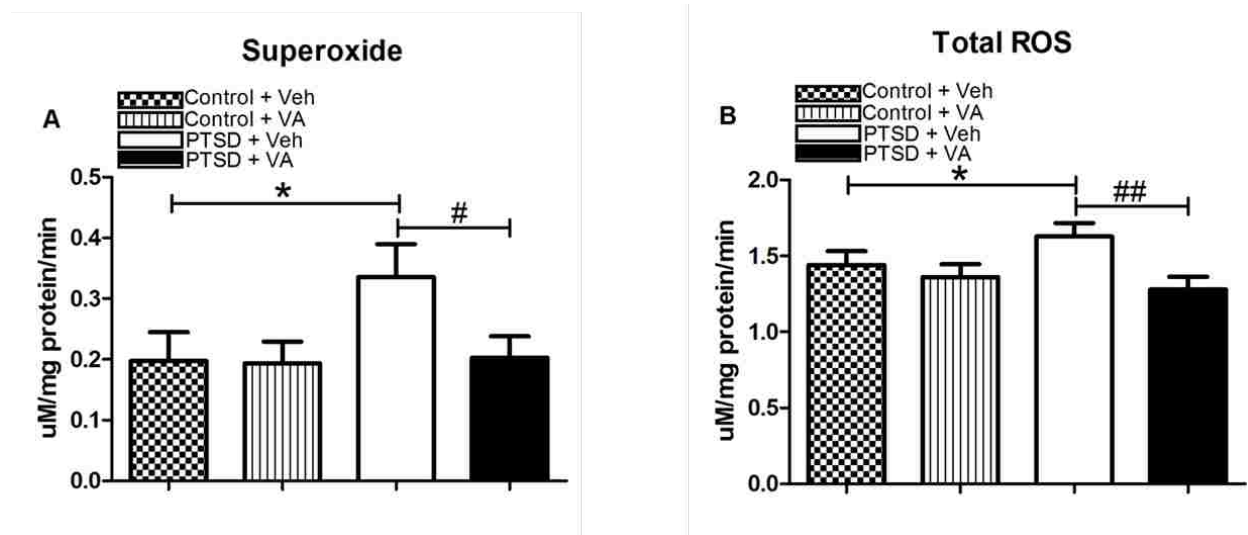 Superoxide
A
Control + Veh
Control + VA
PTSD + Veh
PTSD + VA
*
#
0.5
0.4
0.3
0.2
0.1
0.0
uM/mg protein/min
Total ROS
B
Control + Veh
Control + VA
PTSD + Veh
PTSD + VA
*
##
2.0
1.5
1.0
0.5
0.0
uM/mg protein/min